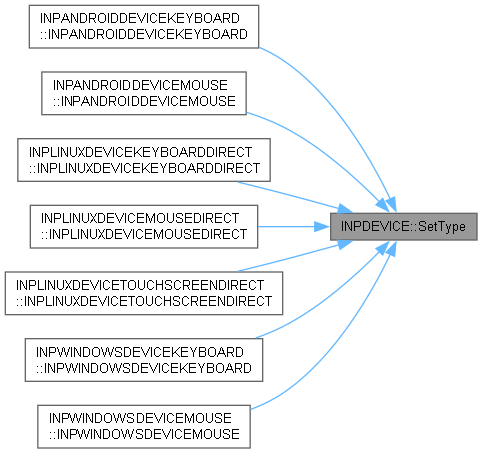 INPANDROIDDEVICEKEYBOARD
::INPANDROIDDEVICEKEYBOARD
INPANDROIDDEVICEMOUSE
::INPANDROIDDEVICEMOUSE
INPLINUXDEVICEKEYBOARDDIRECT
::INPLINUXDEVICEKEYBOARDDIRECT
INPLINUXDEVICEMOUSEDIRECT
::INPLINUXDEVICEMOUSEDIRECT
INPDEVICE::SetType
INPLINUXDEVICETOUCHSCREENDIRECT
::INPLINUXDEVICETOUCHSCREENDIRECT
INPWINDOWSDEVICEKEYBOARD
::INPWINDOWSDEVICEKEYBOARD
INPWINDOWSDEVICEMOUSE
::INPWINDOWSDEVICEMOUSE